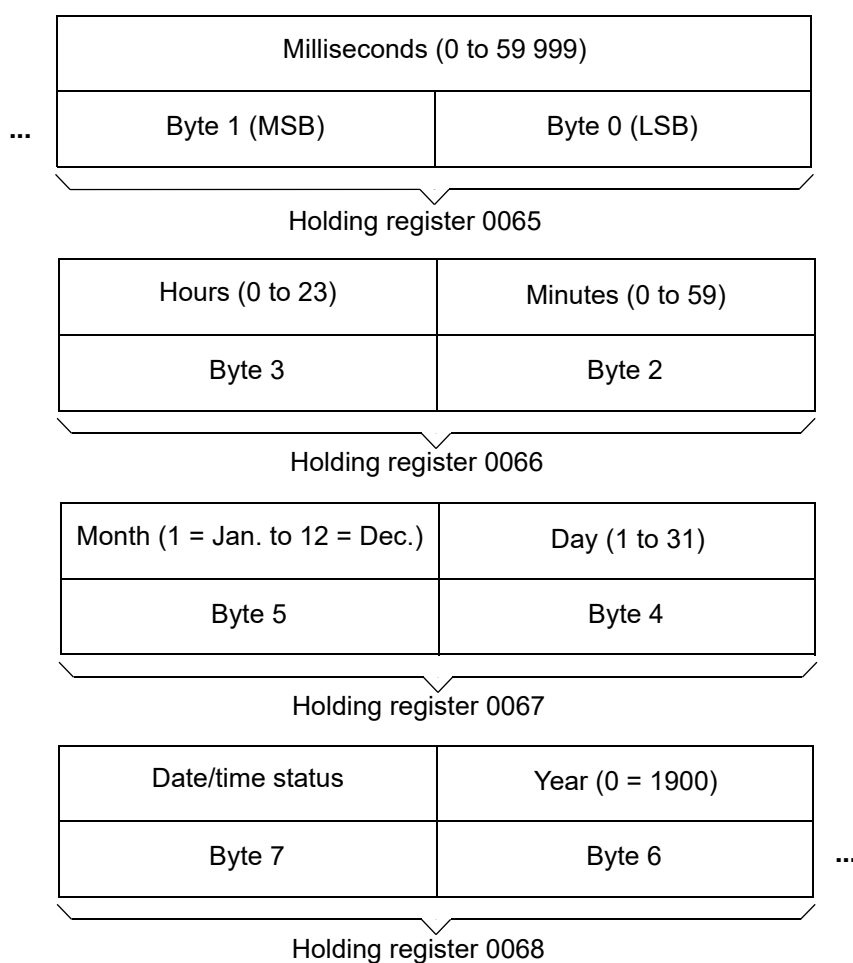 Milliseconds (0 to 59 999)
... Byte 1 (MSB) Byte 0 (LSB)
Holding register 0065
Hours (0 to 23) Minutes (0 to 59)
Byte 3 Byte 2
Holding register 0066
Month (1 = Jan. to 12 = Dec.) Day (1 to 31)
Byte 5 Byte 4
Holding register 0067
Date/time status Year (0 = 1900)
Byte 7 Byte 6 ...
Holding register 0068